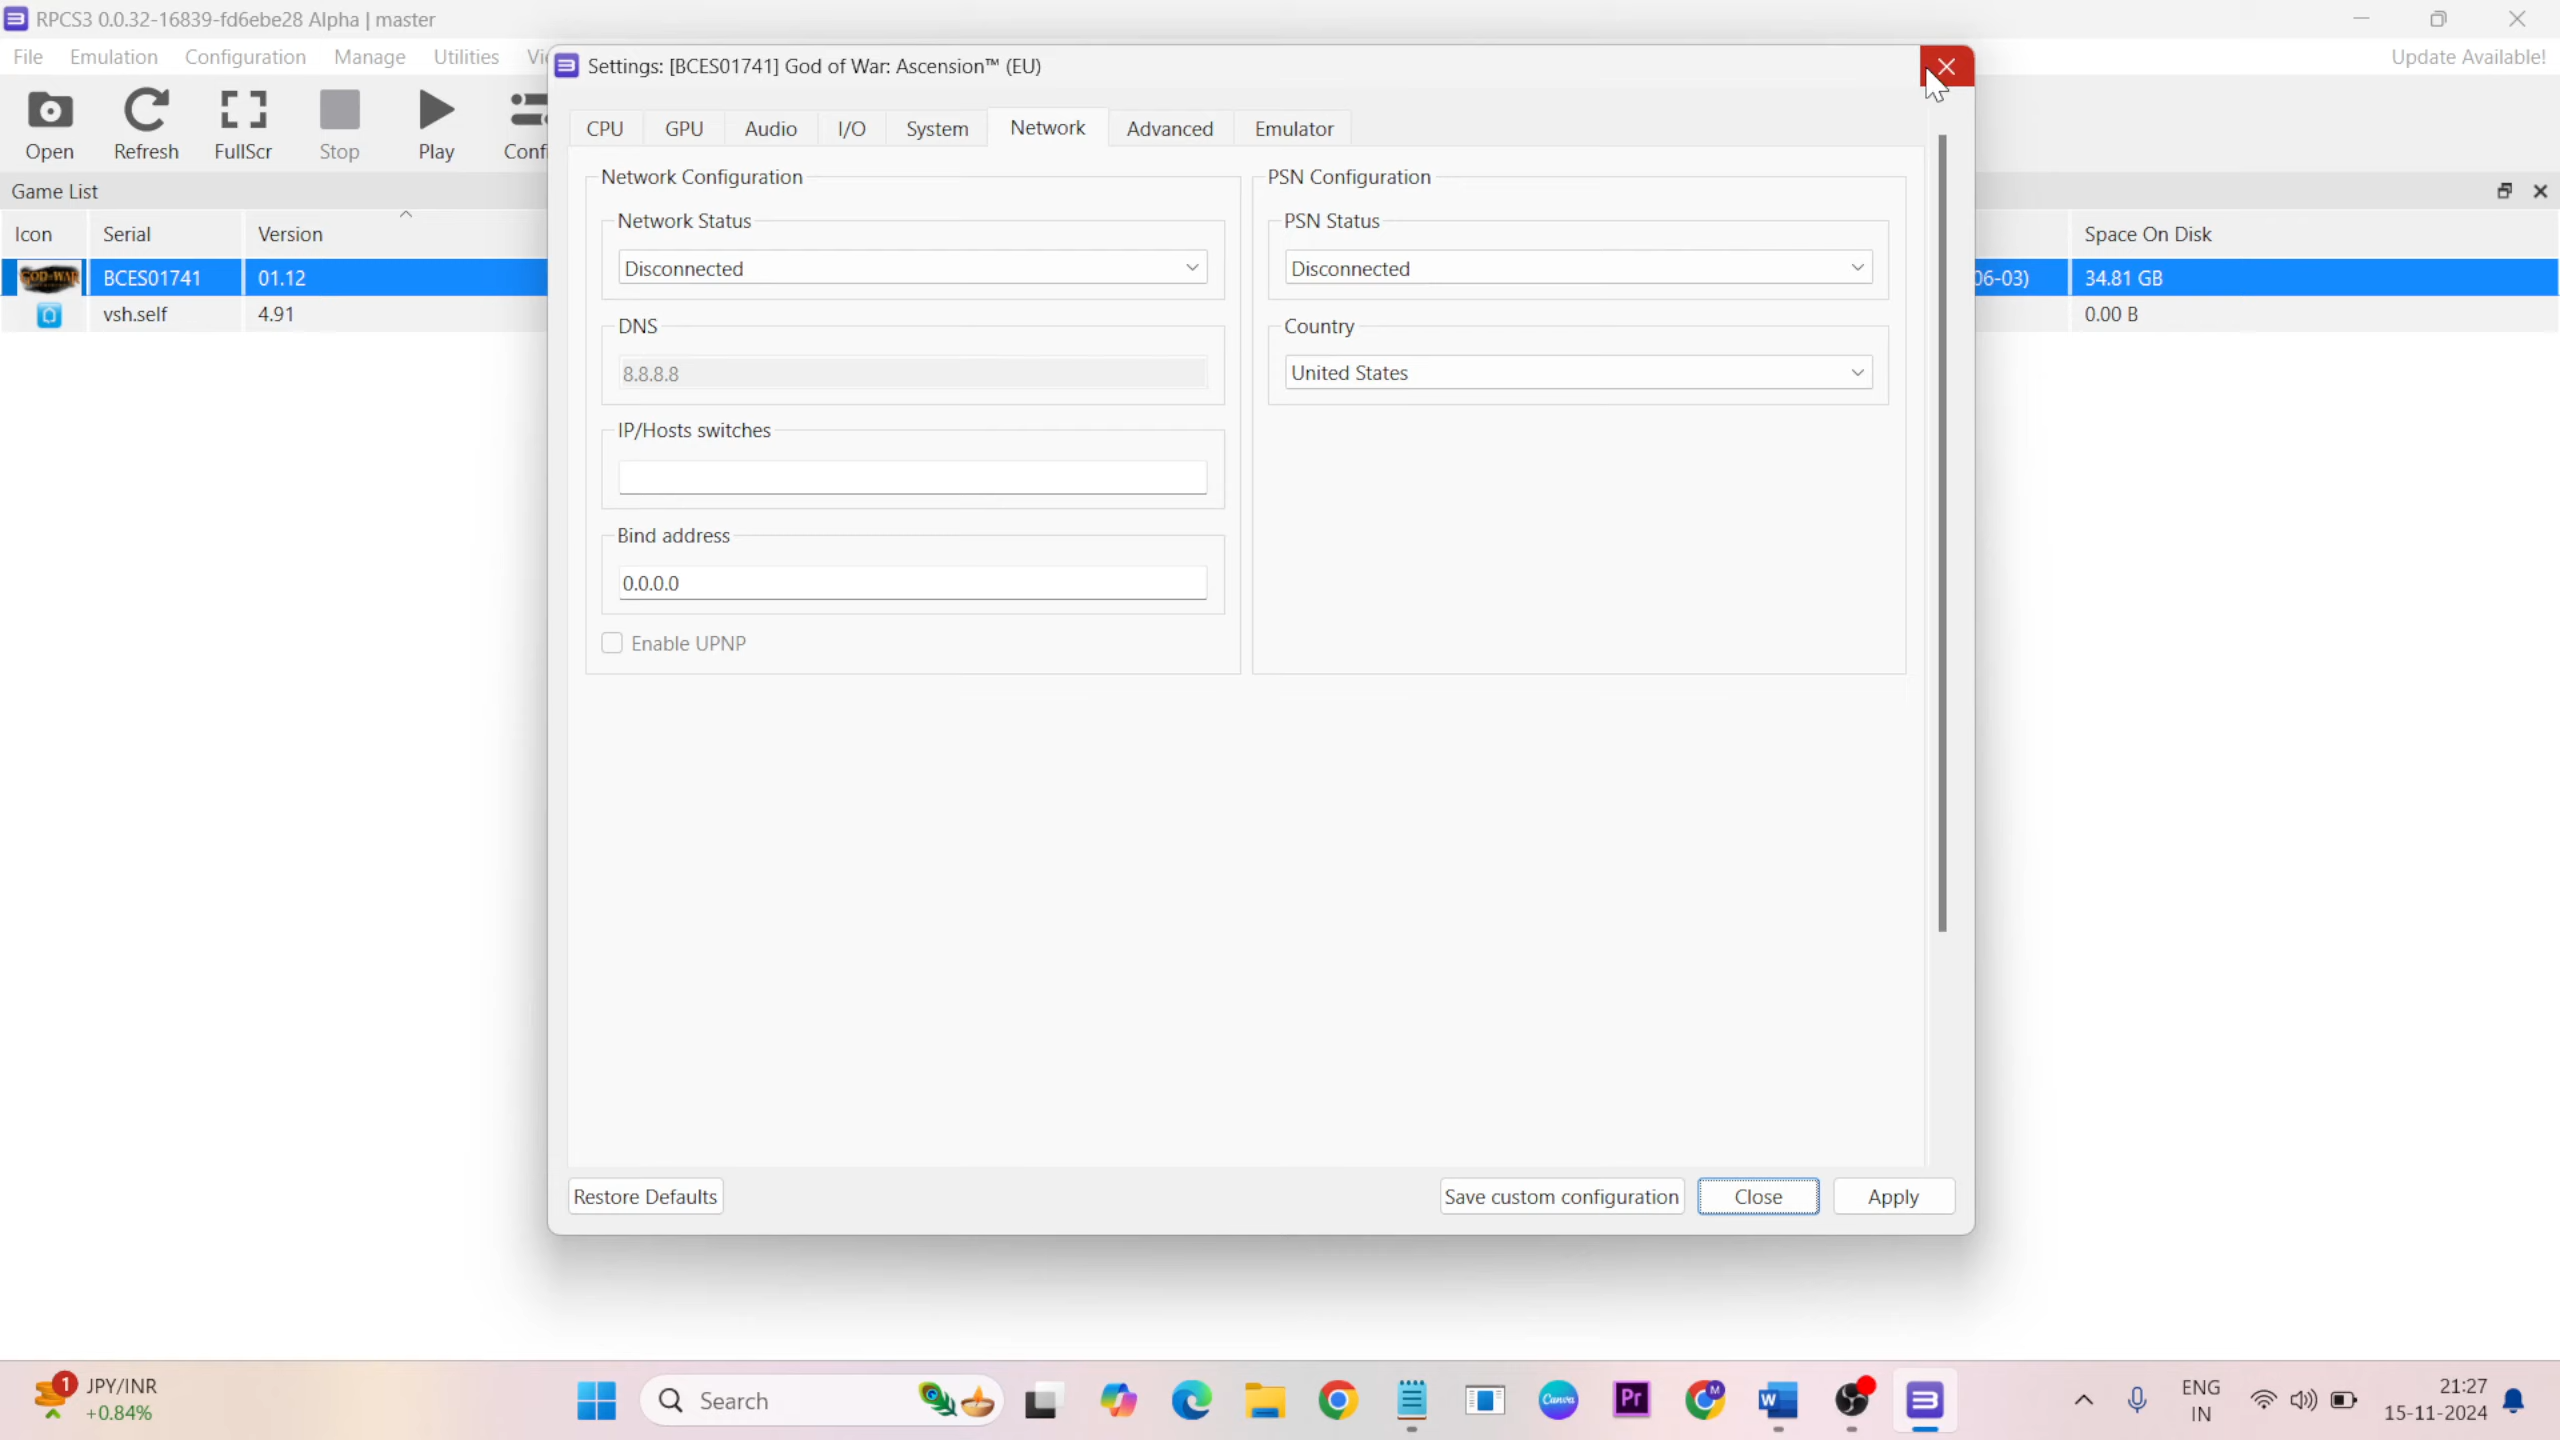 RPCS3 0.0.32-16839-fd6ebe28 Alpha | master
File Emulation Configuration Manage Utilities
Update Available!
Settings: [BCES01741] God of War: Ascension™ (EU)
Open Refresh FullScr Stop Play
CPU GPU Audio I/O System Network Advanced Emulator
Game List
Icon Serial Version
Space On Disk
BCES01741 01.12
06-03) 34.81 GB
vsh.self 4.91
0.00 B
Network Configuration
Network Status
Disconnected
DNS
8.8.8.8
IP/Hosts switches
Bind address
0.0.0.0
Enable UPNP
PSN Configuration
PSN Status
Disconnected
Country
United States
Restore Defaults
Save custom configuration Close Apply
1
JPY/INR
+0.84%
Search
Canva
Pr
M
W
ENG
IN
21:27
15-11-2024